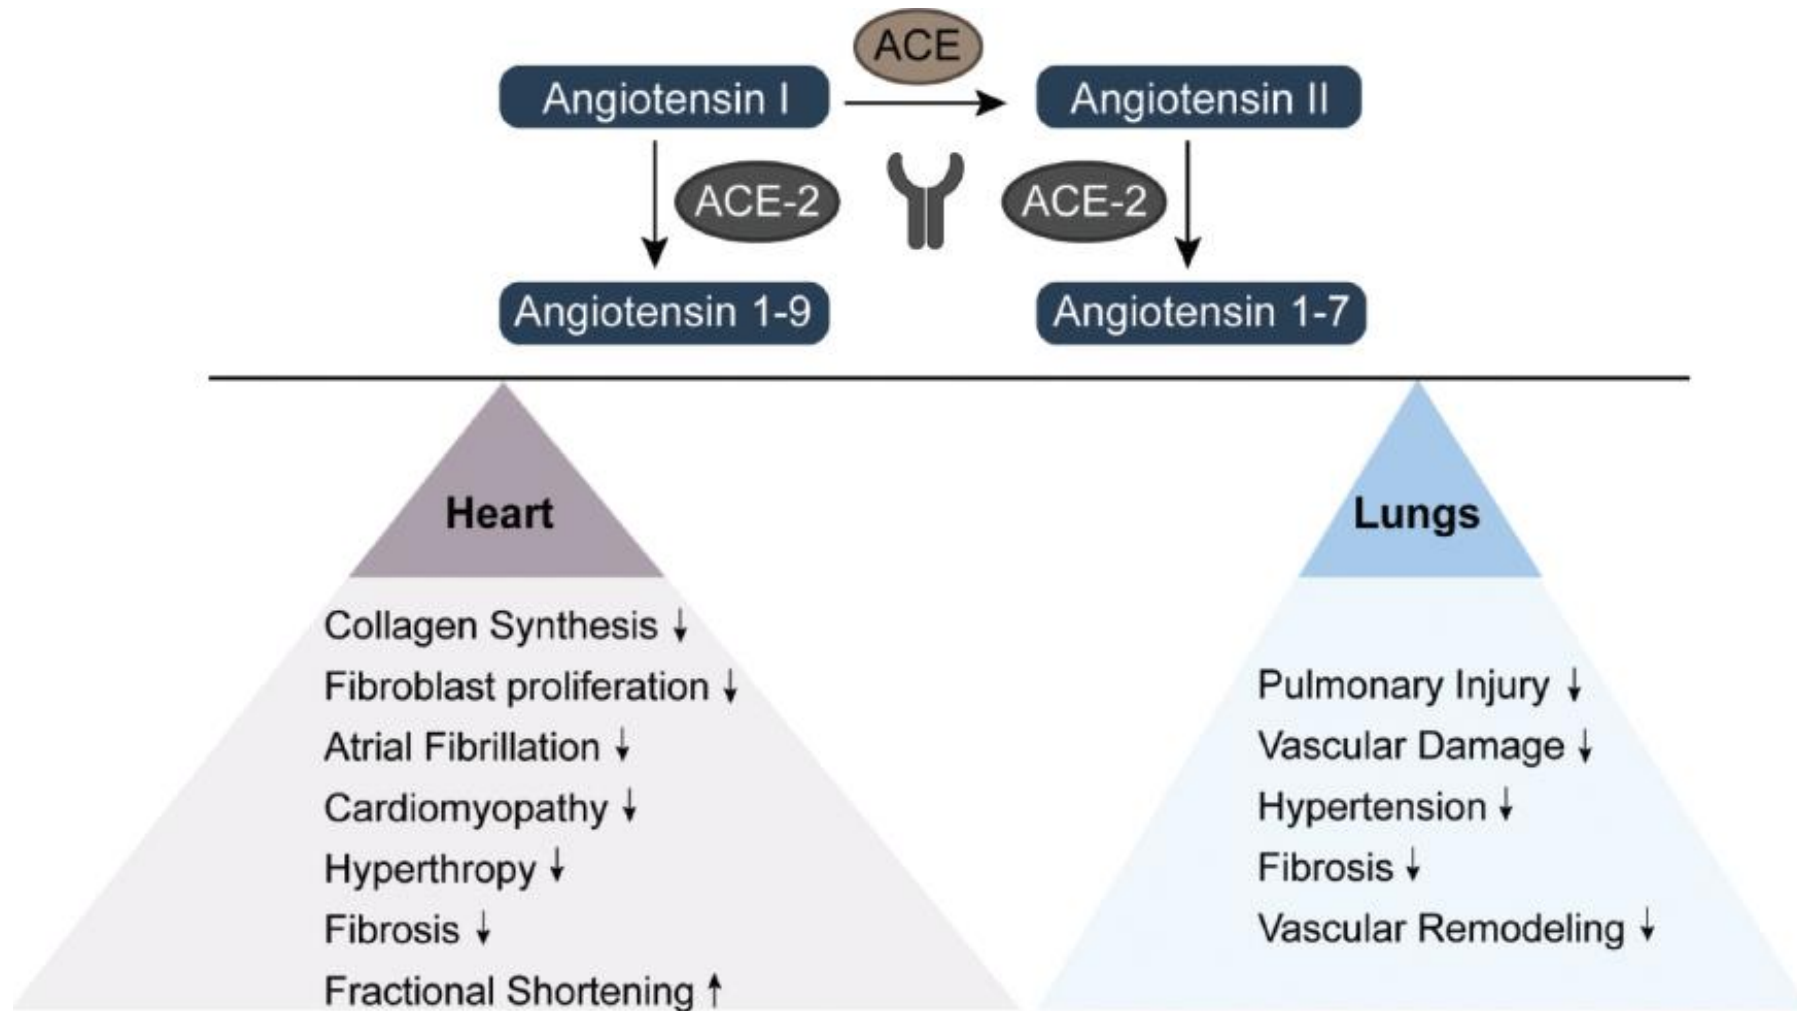 ACE
Angiotensin I
Angiotensin II
ACE-2
ACE-2
Angiotensin 1-9
Angiotensin 1-7
Heart
Collagen Synthesis ↓
Fibroblast proliferation ↓
Atrial Fibrillation ↓
Cardiomyopathy ↓
Hyperthropy ↓
Fibrosis ↓
Fractional Shortening ↑
Lungs
Pulmonary Injury ↓
Vascular Damage ↓
Hypertension ↓
Fibrosis ↓
Vascular Remodeling ↓